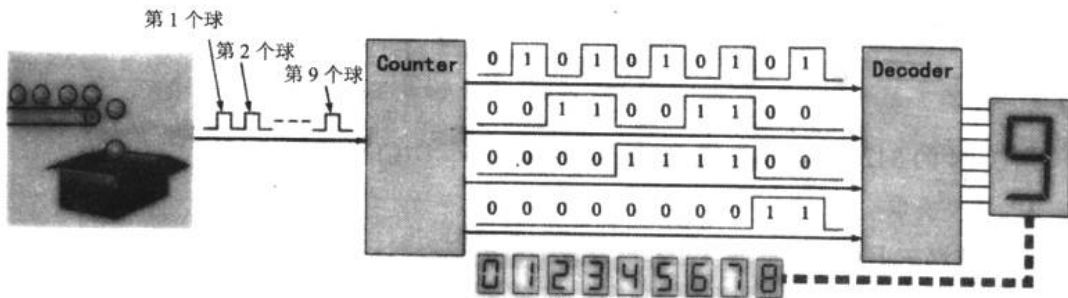 第 1 个球
第 2 个球
第 9 个球
Counter
0 1 0 1 0 1 0 1 0 1
0 0 1 1 0 0 1 1 0 0
0 0 0 0 1 1 1 1 0 0
0 0 0 0 0 0 0 0 1 1
Decoder
9
0 1 2 3 4 5 6 7 8